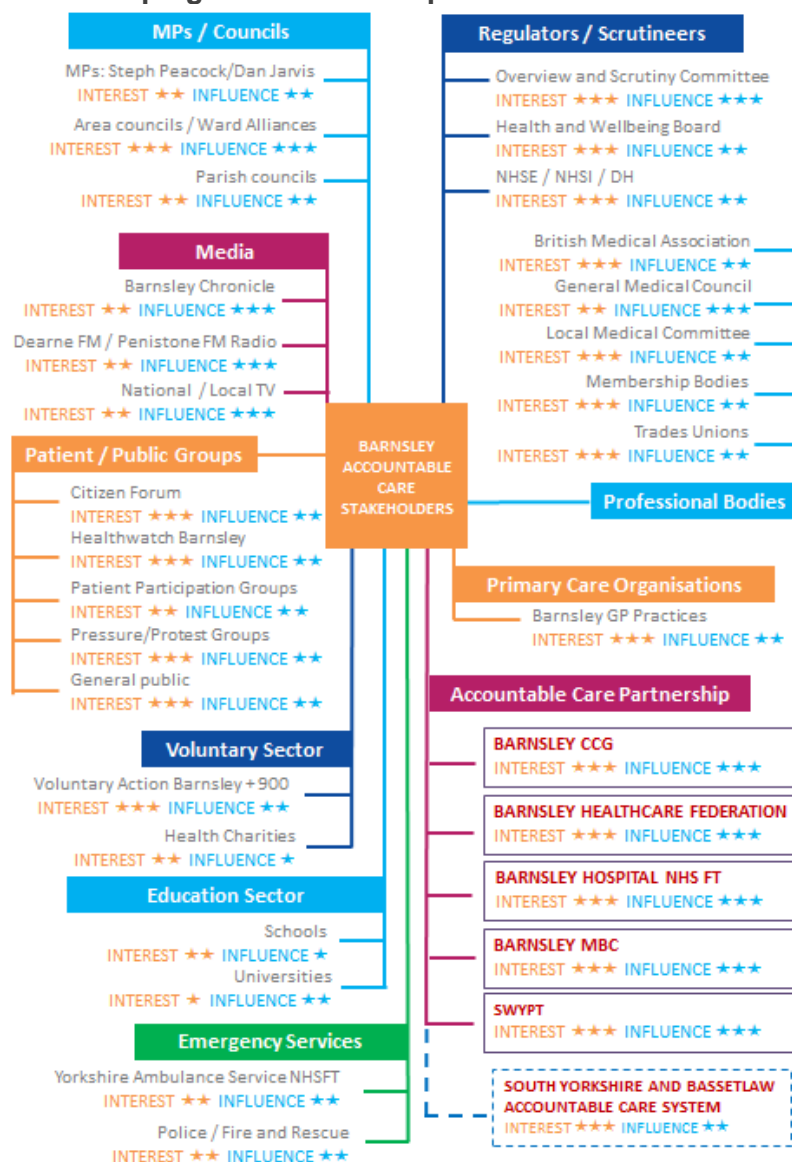 MPs / Councils
MPs: Steph Peacock/Dan Jarvis
INTEREST ★★ INFLUENCE ★★
Area councils / Ward Alliances
INTEREST ★★★ INFLUENCE ★★★
Parish councils
INTEREST ★★ INFLUENCE ★★
Regulators / Scrutineers
Overview and Scrutiny Committee
INTEREST ★★★ INFLUENCE ★★★
Health and Wellbeing Board
INTEREST ★★★ INFLUENCE ★★
NHSE / NHSI / DH
INTEREST ★★★ INFLUENCE ★★
Media
Barnsley Chronicle
INTEREST ★★ INFLUENCE ★★★
Dearne FM / Penistone FM Radio
INTEREST ★★ INFLUENCE ★★★
National / Local TV
INTEREST ★★ INFLUENCE ★★★
British Medical Association
INTEREST ★★★ INFLUENCE ★★
General Medical Council
INTEREST ★★ INFLUENCE ★★★
Local Medical Committee
INTEREST ★★★ INFLUENCE ★★
Membership Bodies
INTEREST ★★★ INFLUENCE ★★
Trades Unions
INTEREST ★★★ INFLUENCE ★★
Professional Bodies
BARNSLEY
ACCOUNTABLE
CARE
STAKEHOLDERS
Patient / Public Groups
Citizen Forum
INTEREST ★★★ INFLUENCE ★★
Healthwatch Barnsley
INTEREST ★★★ INFLUENCE ★★
Patient Participation Groups
INTEREST ★★ INFLUENCE ★★
Pressure/Protest Groups
INTEREST ★★★ INFLUENCE ★★
General public
INTEREST ★★★ INFLUENCE ★★
Primary Care Organisations
Barnsley GP Practices
INTEREST ★★★ INFLUENCE ★★
Voluntary Sector
Voluntary Action Barnsley + 900
INTEREST ★★★ INFLUENCE ★★
Health Charities
INTEREST ★★ INFLUENCE ★
Education Sector
Schools
INTEREST ★★ INFLUENCE ★
Universities
INTEREST ★ INFLUENCE ★★
Emergency Services
Yorkshire Ambulance Service NHSFT
INTEREST ★★ INFLUENCE ★★
Police / Fire and Rescue
INTEREST ★★ INFLUENCE ★★
Accountable Care Partnership
BARNSLEY CCG
INTEREST ★★★ INFLUENCE ★★★
BARNSLEY HEALTHCARE FEDERATION
INTEREST ★★★ INFLUENCE ★★★
BARNSLEY HOSPITAL NHS FT
INTEREST ★★★ INFLUENCE ★★★
BARNSLEY MBC
INTEREST ★★★ INFLUENCE ★★★
SWYPT
INTEREST ★★★ INFLUENCE ★★★
SOUTH YORKSHIRE AND BASSETLAW
ACCOUNTABLE CARE SYSTEM
INTEREST ★★★ INFLUENCE ★★